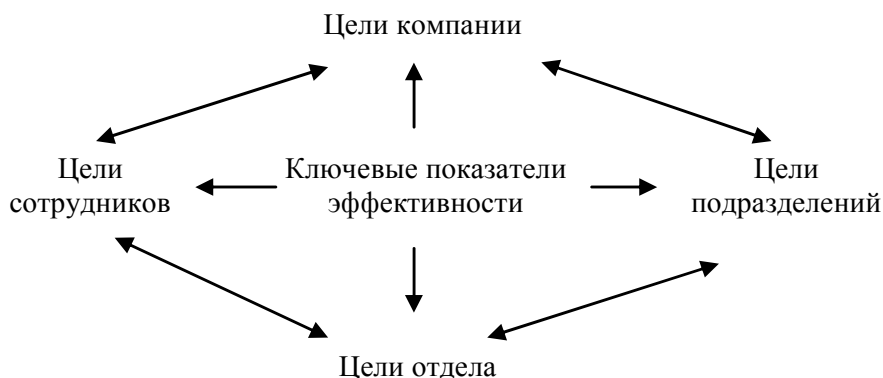 Цели компании
Цели
сотрудников
Ключевые показатели
эффективности
Цели
подразделений
Цели отдела